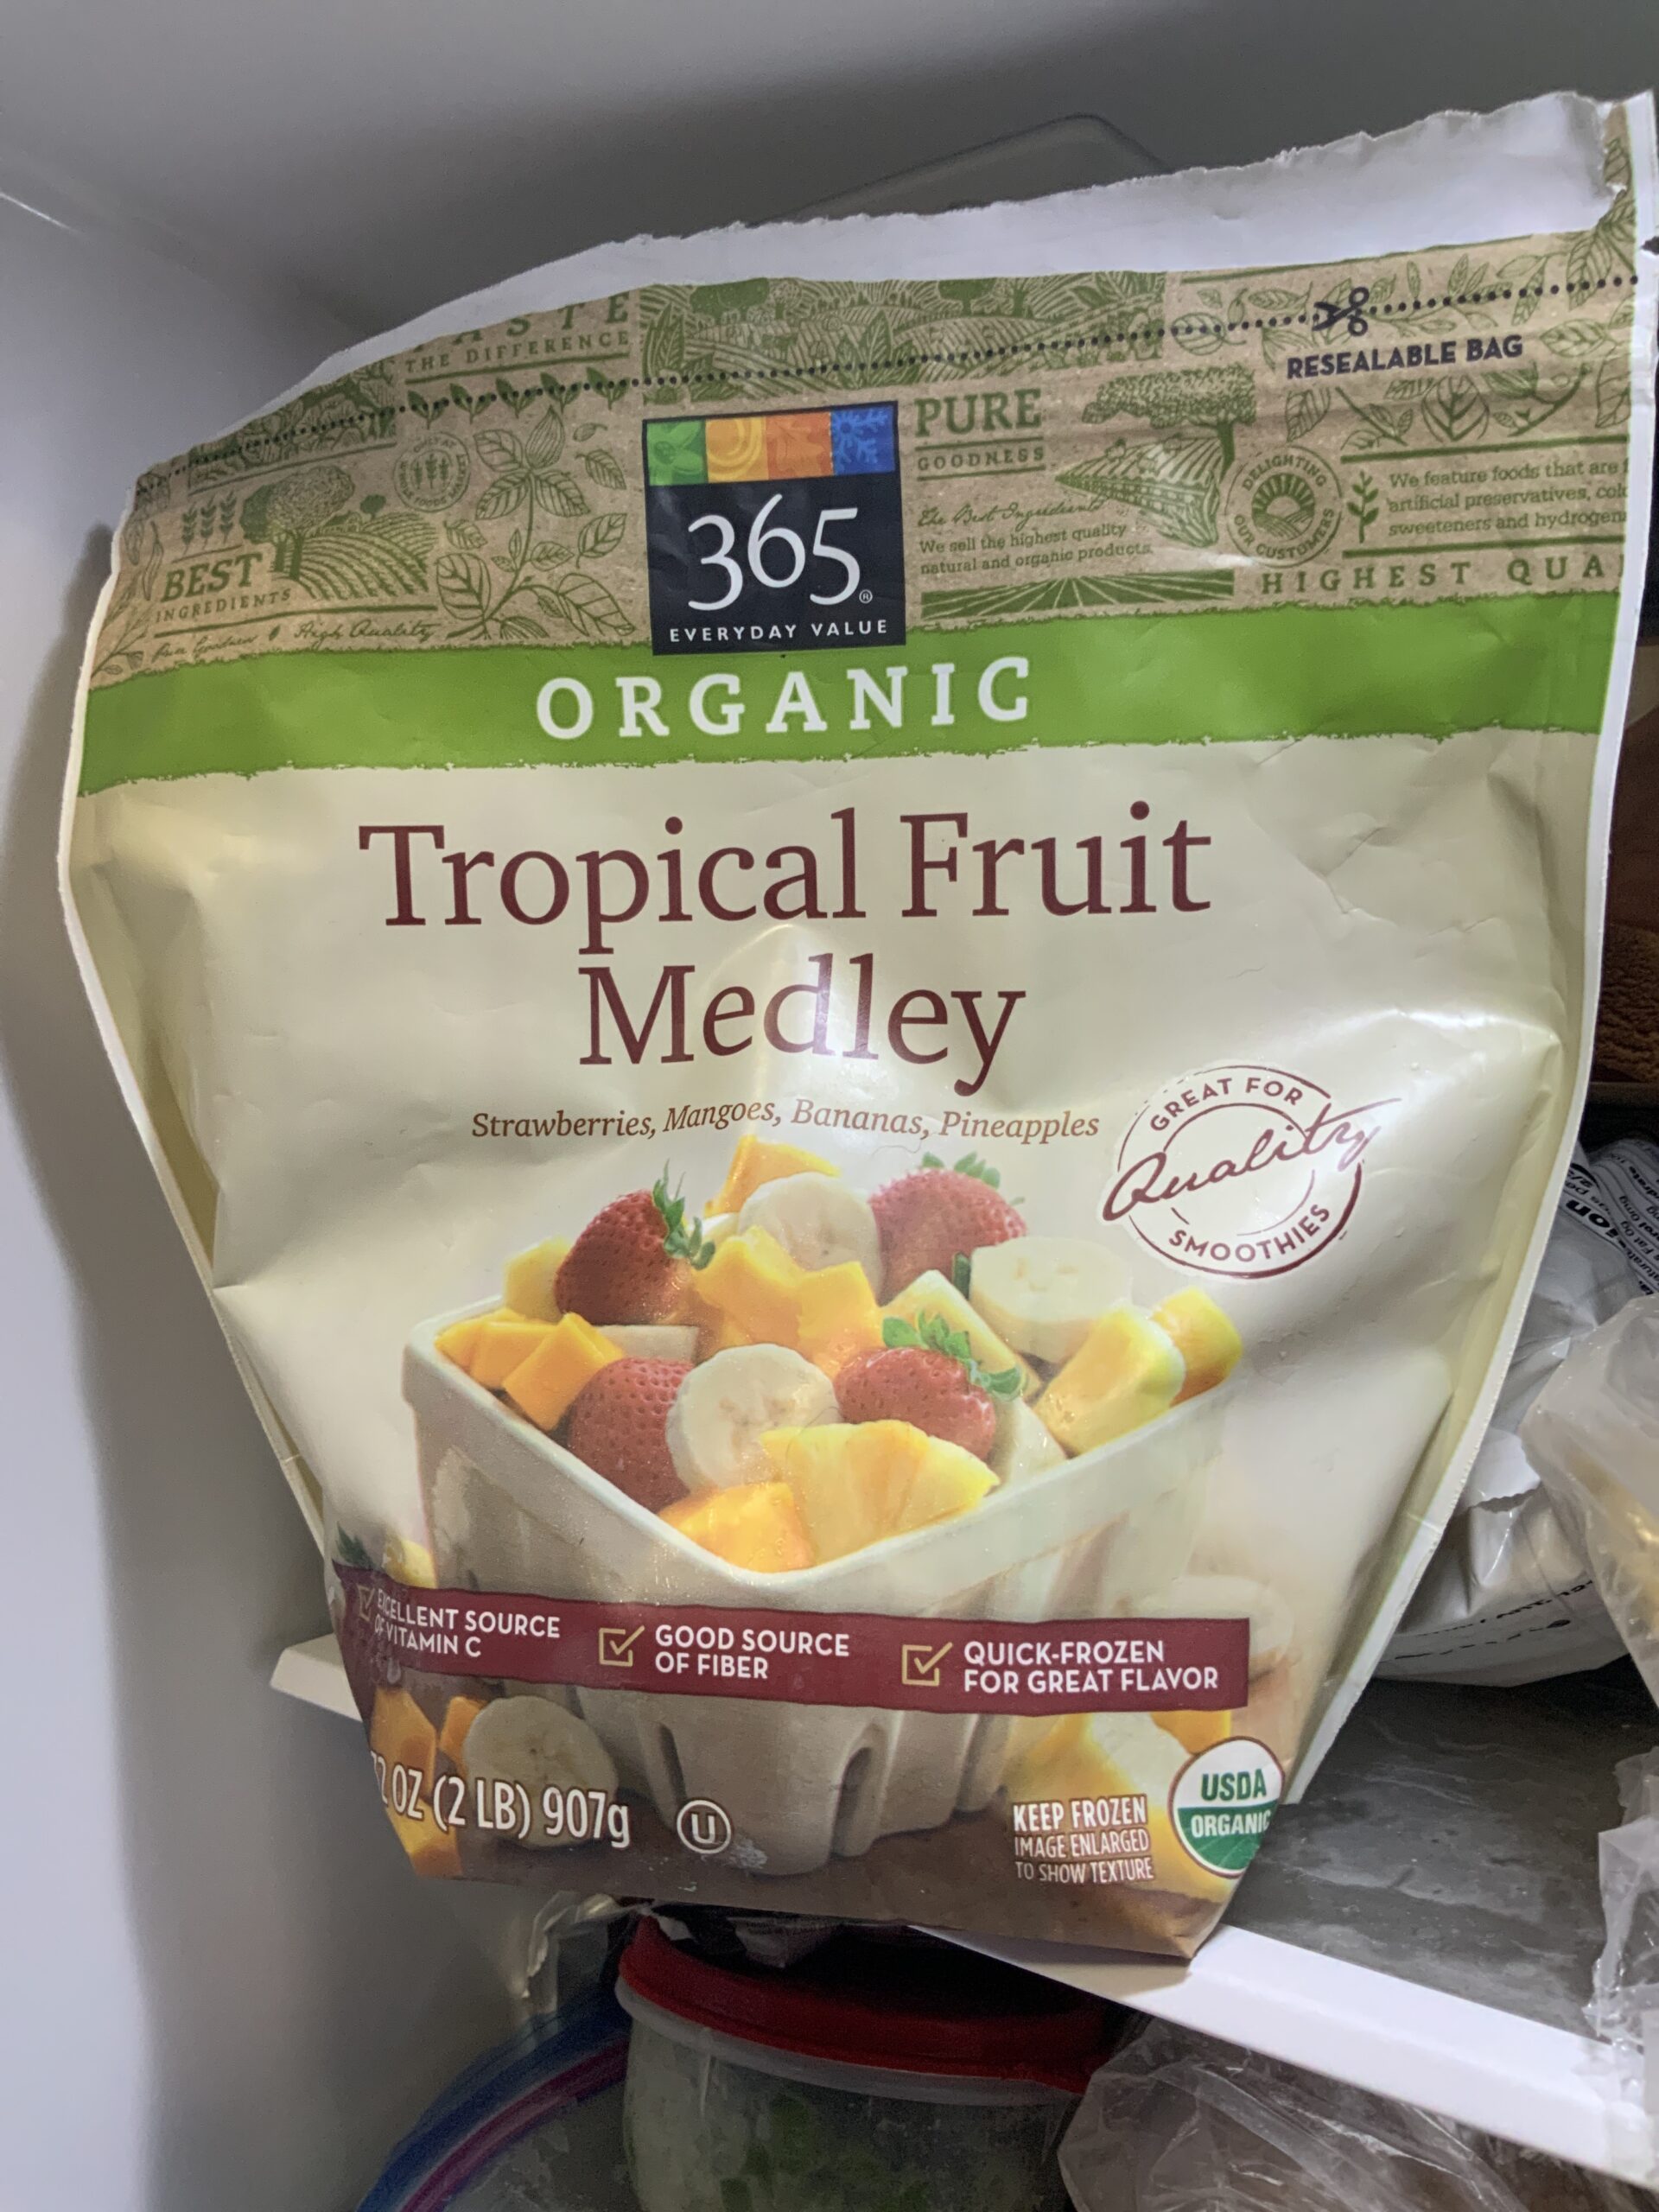 THE DIFFERENCE
RESEALABLE BAG
PURE
GOODNESS
The Best Ingredients
We sell the highest quality
natural and organic products.
DELIGHTING
OUR CUSTOMERS
We feature foods that are
artificial preservatives,
sweeteners and
HIGHEST
BEST
INGREDIENTS
High Quality
365®
EVERYDAY VALUE
ORGANIC
Tropical Fruit
Medley
Strawberries, Mangoes, Bananas, Pineapples
GREAT FOR
Quality
SMOOTHIES
EXCELLENT SOURCE
OF VITAMIN C
GOOD SOURCE
OF FIBER
QUICK-FROZEN
FOR GREAT FLAVOR
OZ (2 LB) 907g
U
KEEP FROZEN
IMAGE ENLARGED
TO SHOW TEXTURE
USDA
ORGANIC